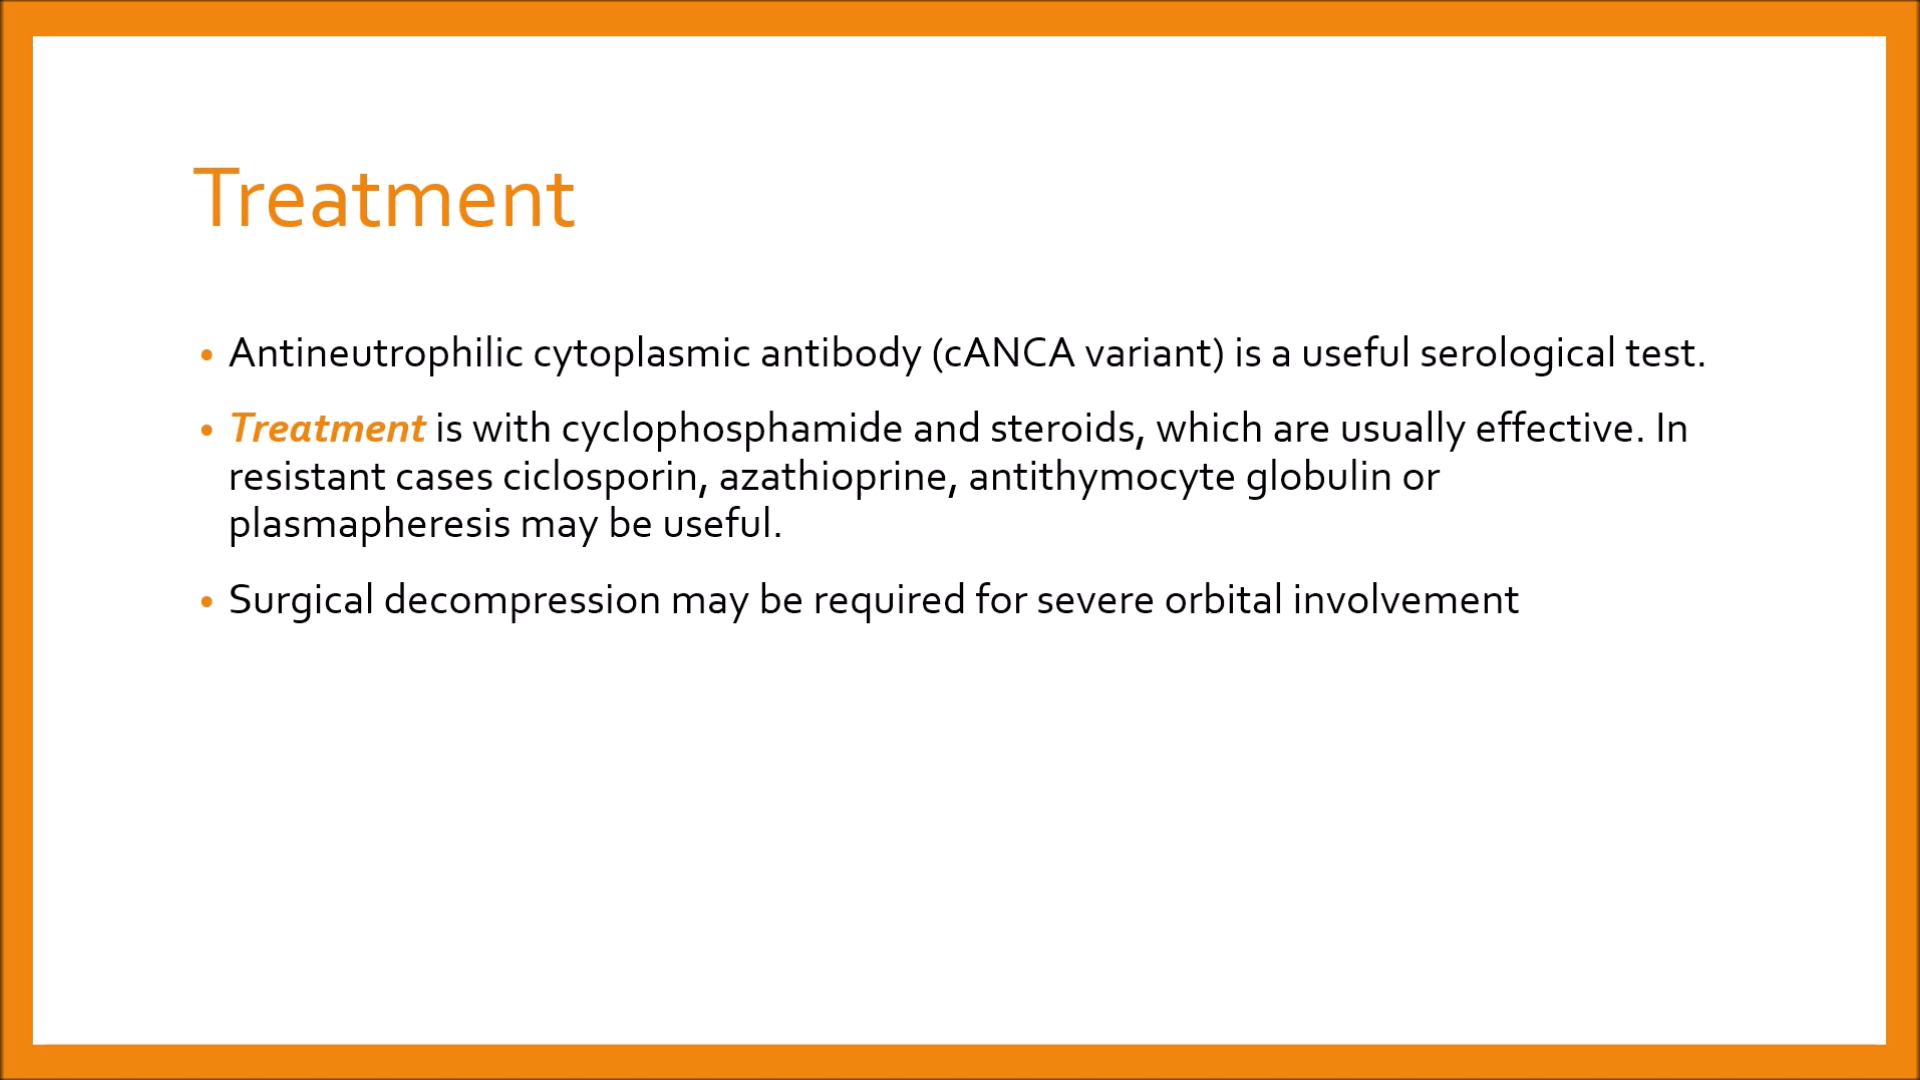 Treatment
• Antineutrophilic cytoplasmic antibody (cANCA variant) is a useful serological test.
• Treatment is with cyclophosphamide and steroids, which are usually effective. In
resistant cases ciclosporin, azathioprine, antithymocyte globulin or
plasmapheresis may be useful.
• Surgical decompression may be required for severe orbital involvement